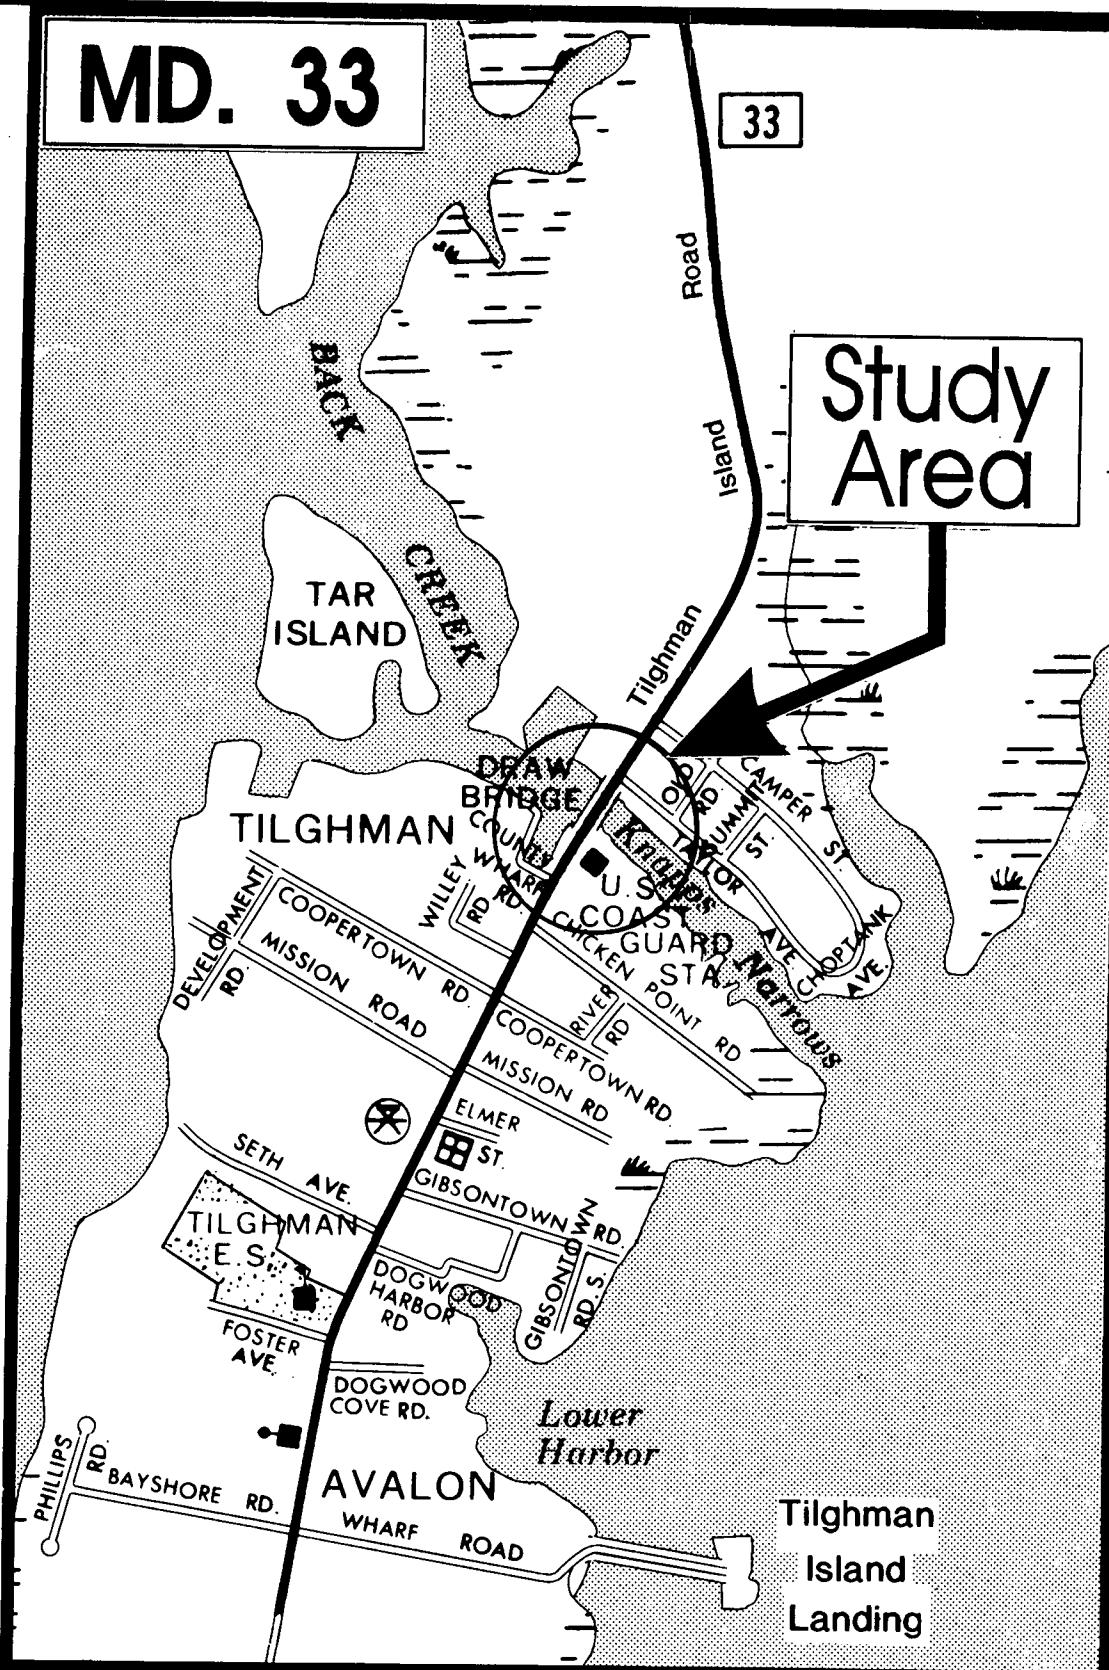 MD. 33
33
Road
Island
Tilghman
Study
Area
BACK
CREEK
TAR
ISLAND
DRAW
BRIDGE
TILGHMAN
COUNTY
WHARF
RD
WILLEY
RD
OLD
RD
CAMPER
ST
SUMMIT
ST
TAYLOR
AVE
CHOPTANK
AVE.
Knapps
Narrows
U.S.
COAST
GUARD
STA.
CHICKEN POINT RD
RIVER
RD
DEVELOPMENT
RD.
COOPERTOWN RD.
MISSION ROAD
COOPERTOWN RD
MISSION RD
ELMER
ST.
SETH AVE.
GIBSONTOWN RD.
TILGHMAN
E.S.
GIBSONTOWN
RD. S.
DOGWOOD
HARBOR
RD
FOSTER
AVE.
DOGWOOD
COVE RD.
Lower
Harbor
PHILLIPS
RD.
BAYSHORE RD.
AVALON
WHARF ROAD
Tilghman
Island
Landing